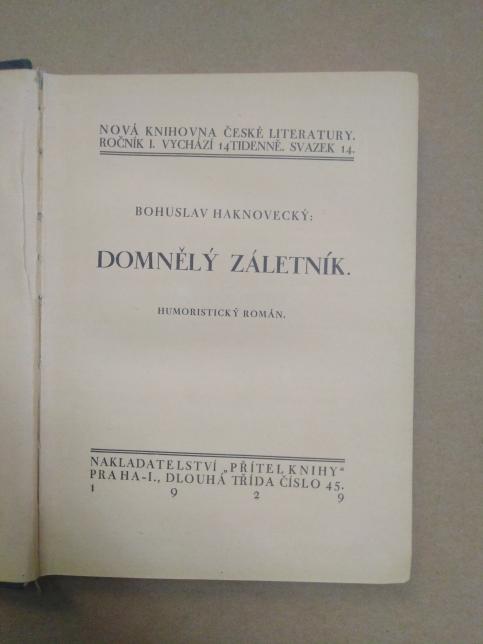 NOVÁ KNIHOVNA ČESKÉ LITERATURY.
ROČNÍK I. VYCHÁZÍ 14TIDENNĚ. SVAZEK 14.
BOHUSLAV HAKNOVECKÝ:
DOMNĚLÝ ZÁLETNÍK.
HUMORISTICKÝ ROMÁN.
NAKLADATELSTVÍ „PŘÍTEL KNIHY“
PRAHA-I., DLOUHÁ TŘÍDA ČÍSLO 45.
1 9 2 9